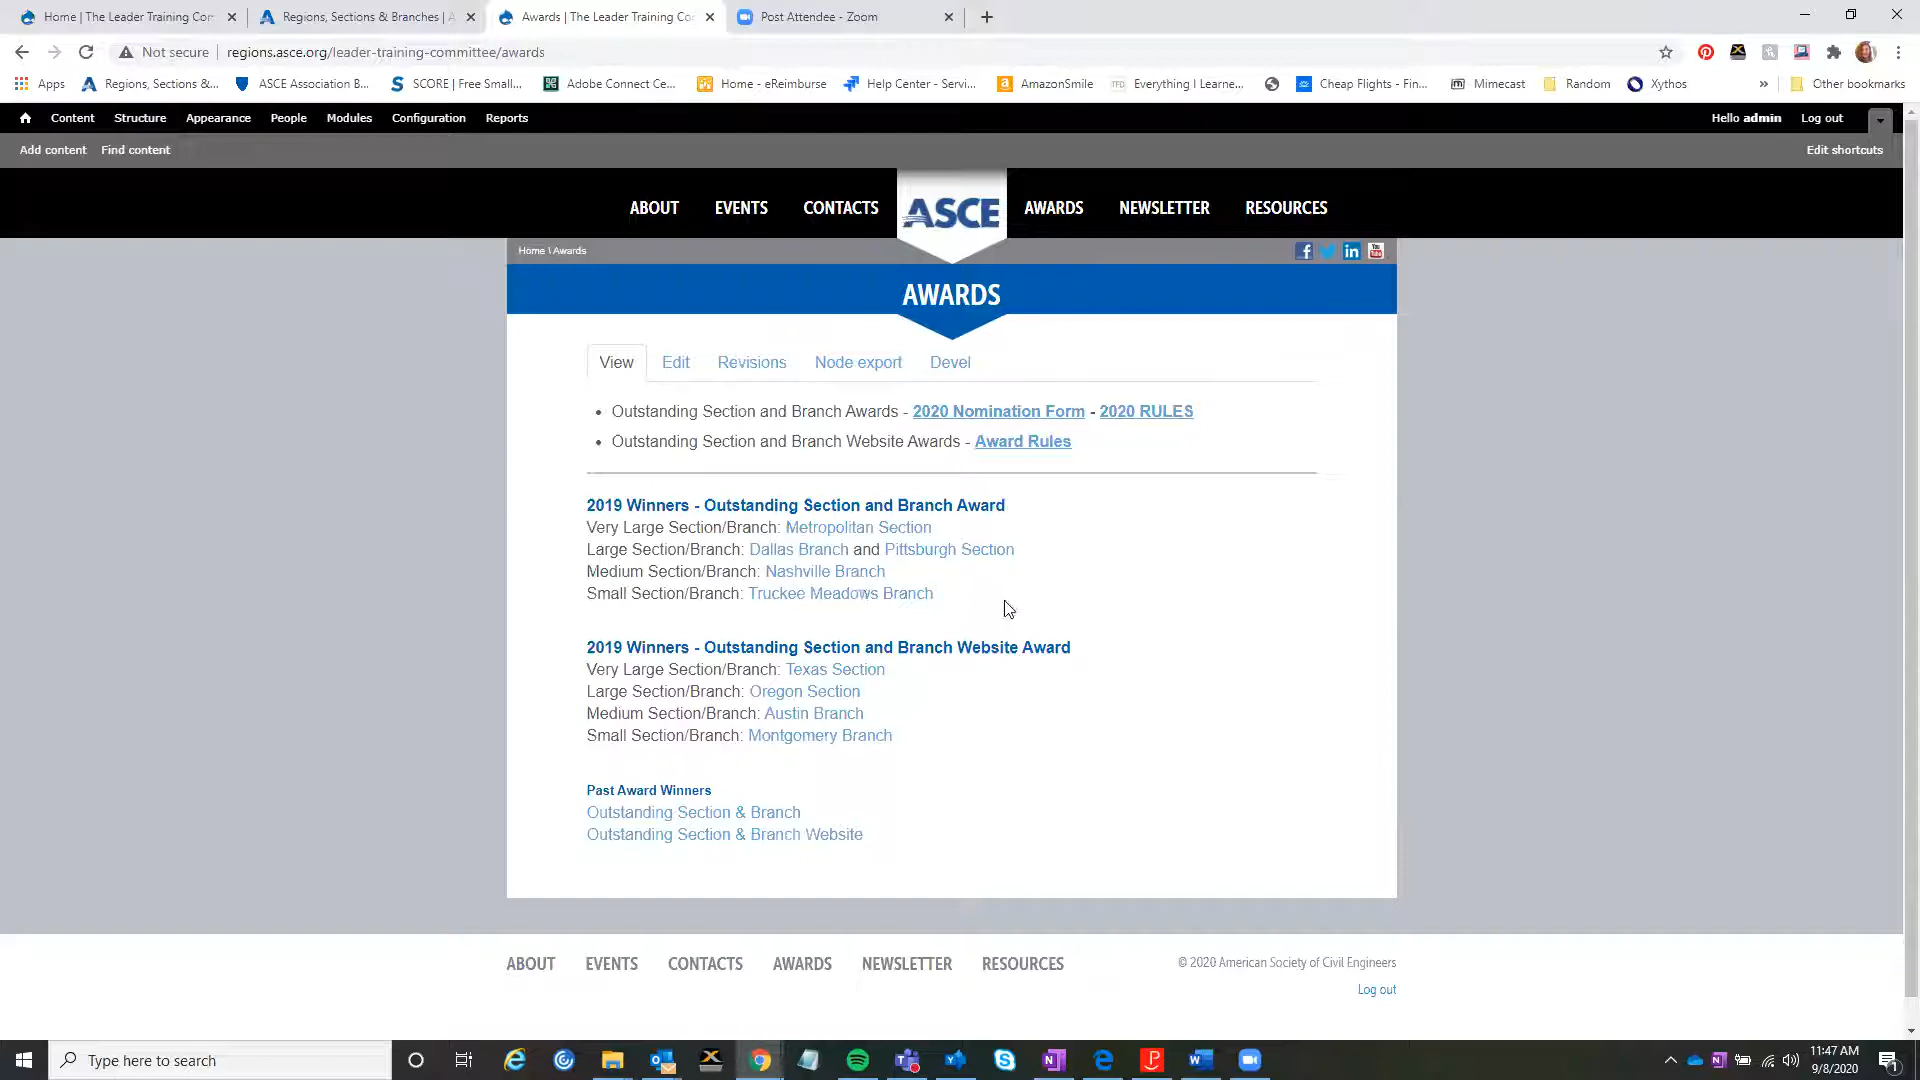 Home | The Leader Training Cor
Regions, Sections & Branches | A
Awards | The Leader Training Co
Post Attendee - Zoom
Not secure
regions.asce.org/leader-training-committee/awards
Apps
Regions, Sections &...
ASCE Association B...
SCORE | Free Small...
Adobe Connect Ce...
Home - eReimburse
Help Center - Servi...
AmazonSmile
Everything I Learne...
Cheap Flights - Fin...
Mimecast
Random
Xythos
»
Other bookmarks
Content Structure Appearance People Modules Configuration Reports
Hello admin Log out
Add content Find content
Edit shortcuts
ABOUT EVENTS CONTACTS ASCE AWARDS NEWSLETTER RESOURCES
Home \ Awards
AWARDS
View Edit Revisions Node export Devel
• Outstanding Section and Branch Awards - 2020 Nomination Form - 2020 RULES
• Outstanding Section and Branch Website Awards - Award Rules
2019 Winners - Outstanding Section and Branch Award
Very Large Section/Branch: Metropolitan Section
Large Section/Branch: Dallas Branch and Pittsburgh Section
Medium Section/Branch: Nashville Branch
Small Section/Branch: Truckee Meadows Branch
2019 Winners - Outstanding Section and Branch Website Award
Very Large Section/Branch: Texas Section
Large Section/Branch: Oregon Section
Medium Section/Branch: Austin Branch
Small Section/Branch: Montgomery Branch
Past Award Winners
Outstanding Section & Branch
Outstanding Section & Branch Website
ABOUT EVENTS CONTACTS AWARDS NEWSLETTER RESOURCES
© 2020 American Society of Civil Engineers
Log out
Type here to search
11:47 AM
9/8/2020